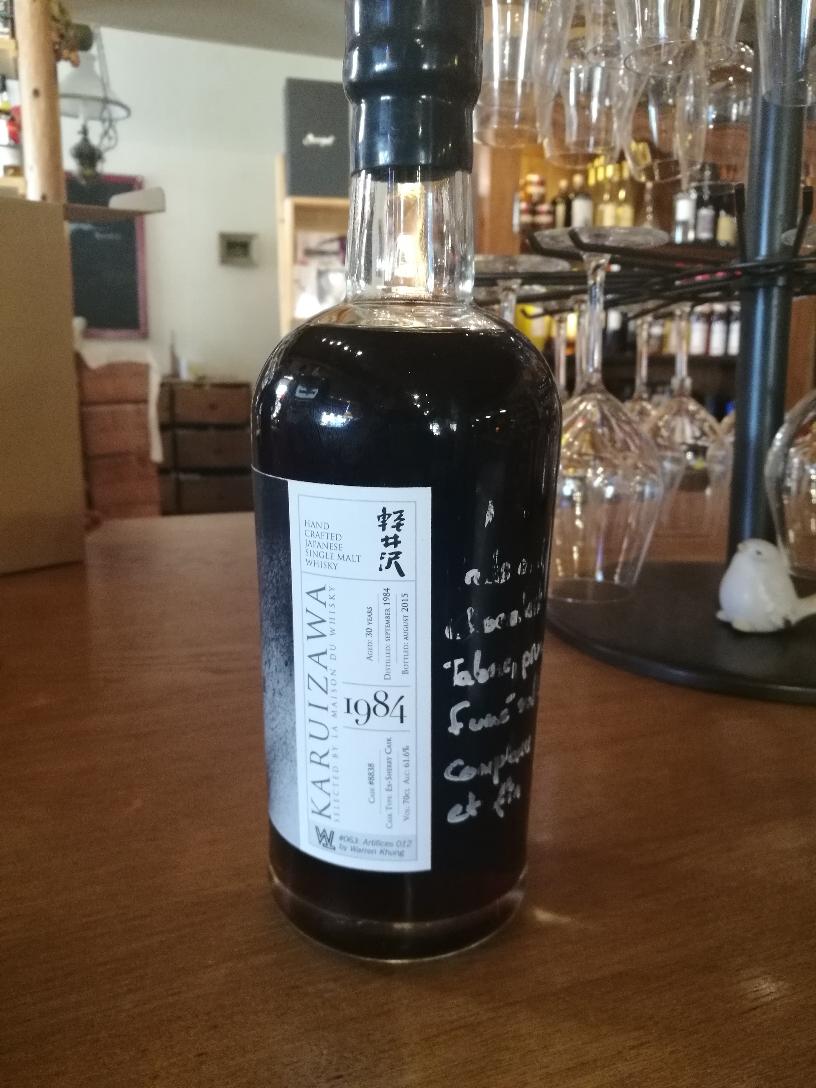 HAND
CRAFTED
JAPANESE
SINGLE MALT
WHISKY
軽井沢
KARUIZAWA
SELECTED BY LA MAISON DU WHISKY
AGED: 30 YEARS
DISTILLED: SEPTEMBER 1984
BOTTLED: AUGUST 2015
1984
CASK #8838
CASK TYPE: EX-SHERRY CASK
VOL: 70CL ALC: 61.6%
#063: Artifices 012
by Warren Khong
Fumé
et fin